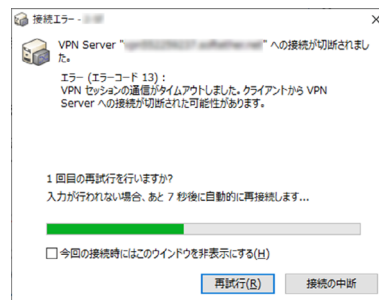 接続エラー -
VPN Server "                    " への接続が切断されまし
た。
エラー (エラーコード 13) :
VPN セッションの通信がタイムアウトしました。クライアントから VPN
Server への接続が切断された可能性があります。
1 回目の再試行を行いますか?
入力が行われない場合、あと 7 秒後に自動的に再接続します...
今回の接続時にはこのウインドウを非表示にする(H)
再試行(R) 接続の中断